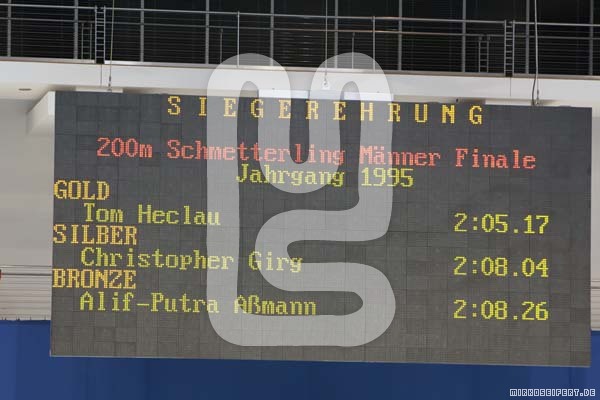 SIEGEREHRUNG
200m Schmetterling Männer Finale
Jahrgang 1995
GOLD
Tom Heclau 2:05.17
SILBER
Christopher Girg 2:08.04
BRONZE
Alif-Putra Aßmann 2:08.26
MIRKOSEIFERT.DE